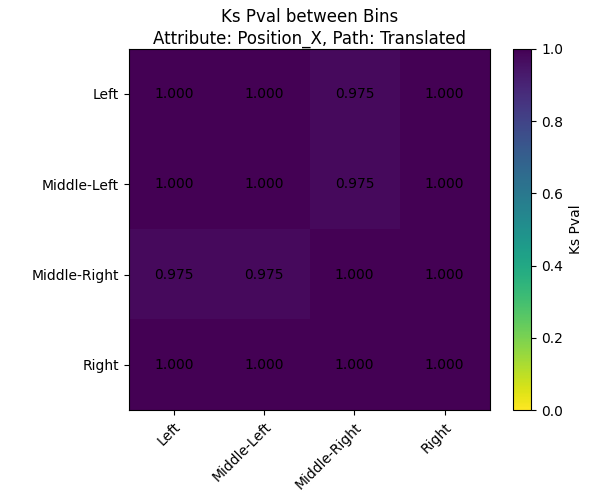 Ks Pval between Bins
Attribute: Position_X, Path: Translated
Left 1.000 1.000 0.975 1.000
Middle-Left 1.000 1.000 0.975 1.000
Middle-Right 0.975 0.975 1.000 1.000
Right 1.000 1.000 1.000 1.000
Left Middle-Left Middle-Right Right
1.0
0.8
0.6
0.4
0.2
0.0
Ks Pval